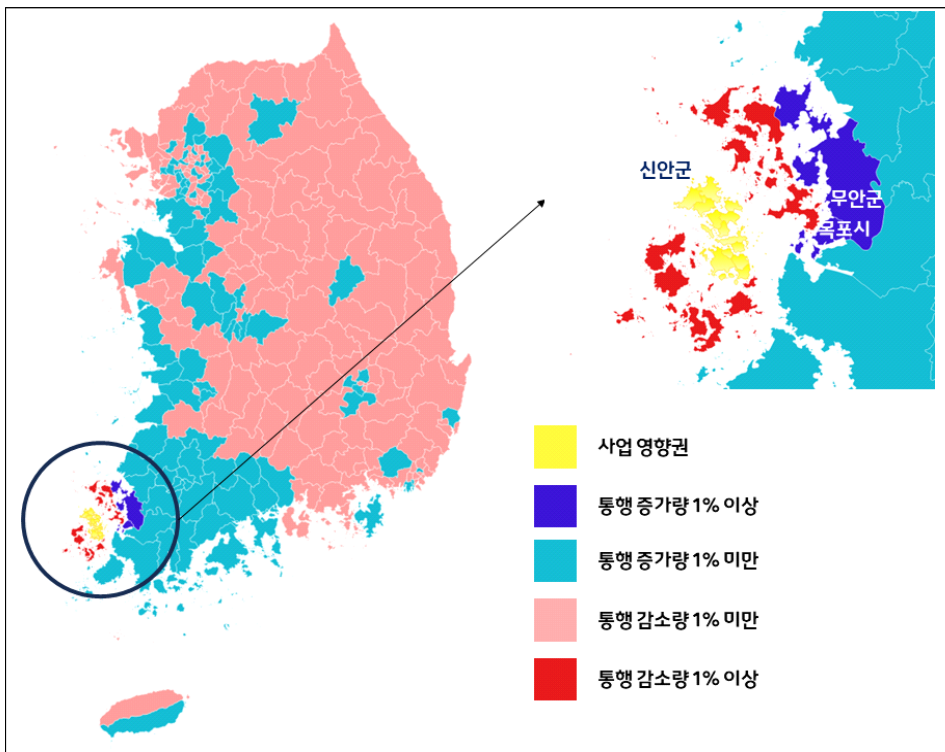 신안군
무안군
목포시
사업 영향권
통행 증가량 1% 이상
통행 증가량 1% 미만
통행 감소량 1% 미만
통행 감소량 1% 이상